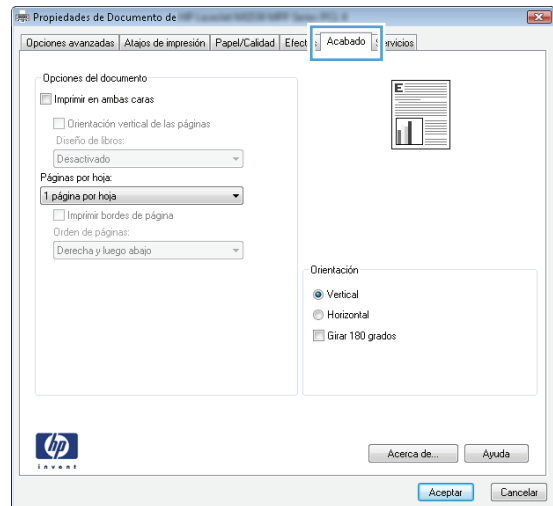 Propiedades de Documento de
Opciones avanzadas Atajos de impresión Papel/Calidad Acabado
Opciones del documento
Imprimir en ambas caras
Orientación vertical de las páginas
Diseño de libros:
Desactivado
Páginas por hoja:
1 página por hoja
Imprimir bordes de página
Orden de páginas:
Derecha y luego abajo
E
Orientación
Vertical
Horizontal
Girar 180 grados
hp
invent
Acerca de... Ayuda
Aceptar Cancelar